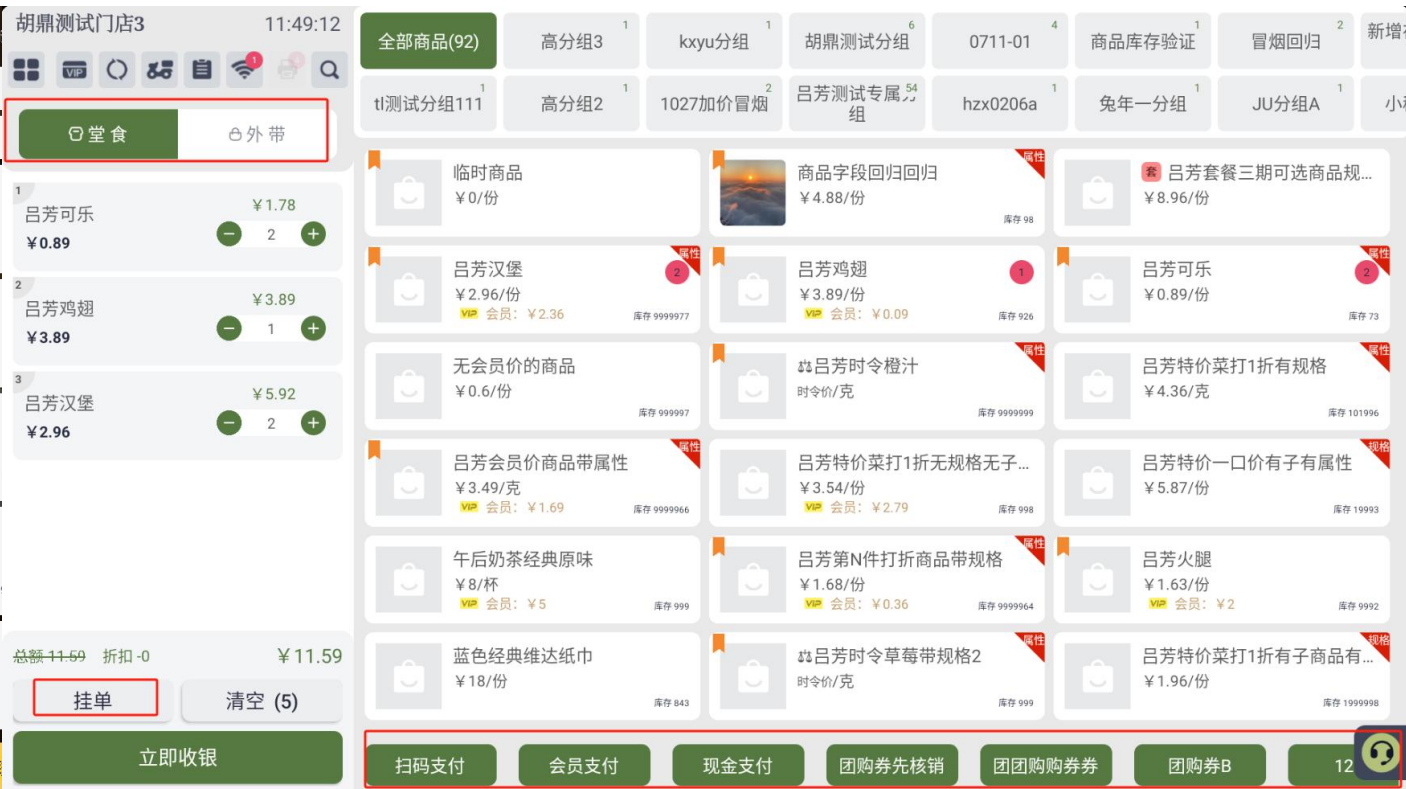 胡鼎测试门店3
11:49:12
VIP
1
堂食
外带
1
吕芳可乐
￥0.89
￥1.78
2
2
吕芳鸡翅
￥3.89
￥3.89
1
3
吕芳汉堡
￥2.96
￥5.92
2
总额 11.59 折扣 -0
￥11.59
挂单
清空 (5)
立即收银
全部商品(92)
高分组3 1
kxyu分组 1
胡鼎测试分组 6
0711-01 4
商品库存验证 1
冒烟回归 2
新增
tl测试分组111 1
高分组2 1
1027加价冒烟 2
吕芳测试专属分 54
组
hzx0206a 1
兔年一分组 1
JU分组A 1
临时商品
￥0/份
商品字段回归回归
￥4.88/份
属性
库存 98
套 吕芳套餐三期可选商品规...
￥8.96/份
吕芳汉堡
￥2.96/份
VIP 会员：￥2.36
属性
2
库存 9999977
吕芳鸡翅
￥3.89/份
VIP 会员：￥0.09
1
库存 926
吕芳可乐
￥0.89/份
属性
2
库存 73
无会员价的商品
￥0.6/份
库存 999997
吕芳时令橙汁
时令价/克
属性
库存 9999999
吕芳特价菜打1折有规格
￥4.36/克
属性
库存 101996
吕芳会员价商品带属性
￥3.49/克
VIP 会员：￥1.69
属性
库存 9999966
吕芳特价菜打1折无规格无子...
￥3.54/份
VIP 会员：￥2.79
库存 998
吕芳特价一口价有子有属性
￥5.87/份
规格
库存 19993
午后奶茶经典原味
￥8/杯
VIP 会员：￥5
库存 999
吕芳第N件打折商品带规格
￥1.68/份
VIP 会员：￥0.36
属性
库存 9999964
吕芳火腿
￥1.63/份
VIP 会员：￥2
库存 9992
蓝色经典维达纸巾
￥18/份
库存 843
吕芳时令草莓带规格2
时令价/克
属性
库存 999
吕芳特价菜打1折有子商品有...
￥1.96/份
规格
库存 1999998
扫码支付
会员支付
现金支付
团购券先核销
团团购购券券
团购券B
12